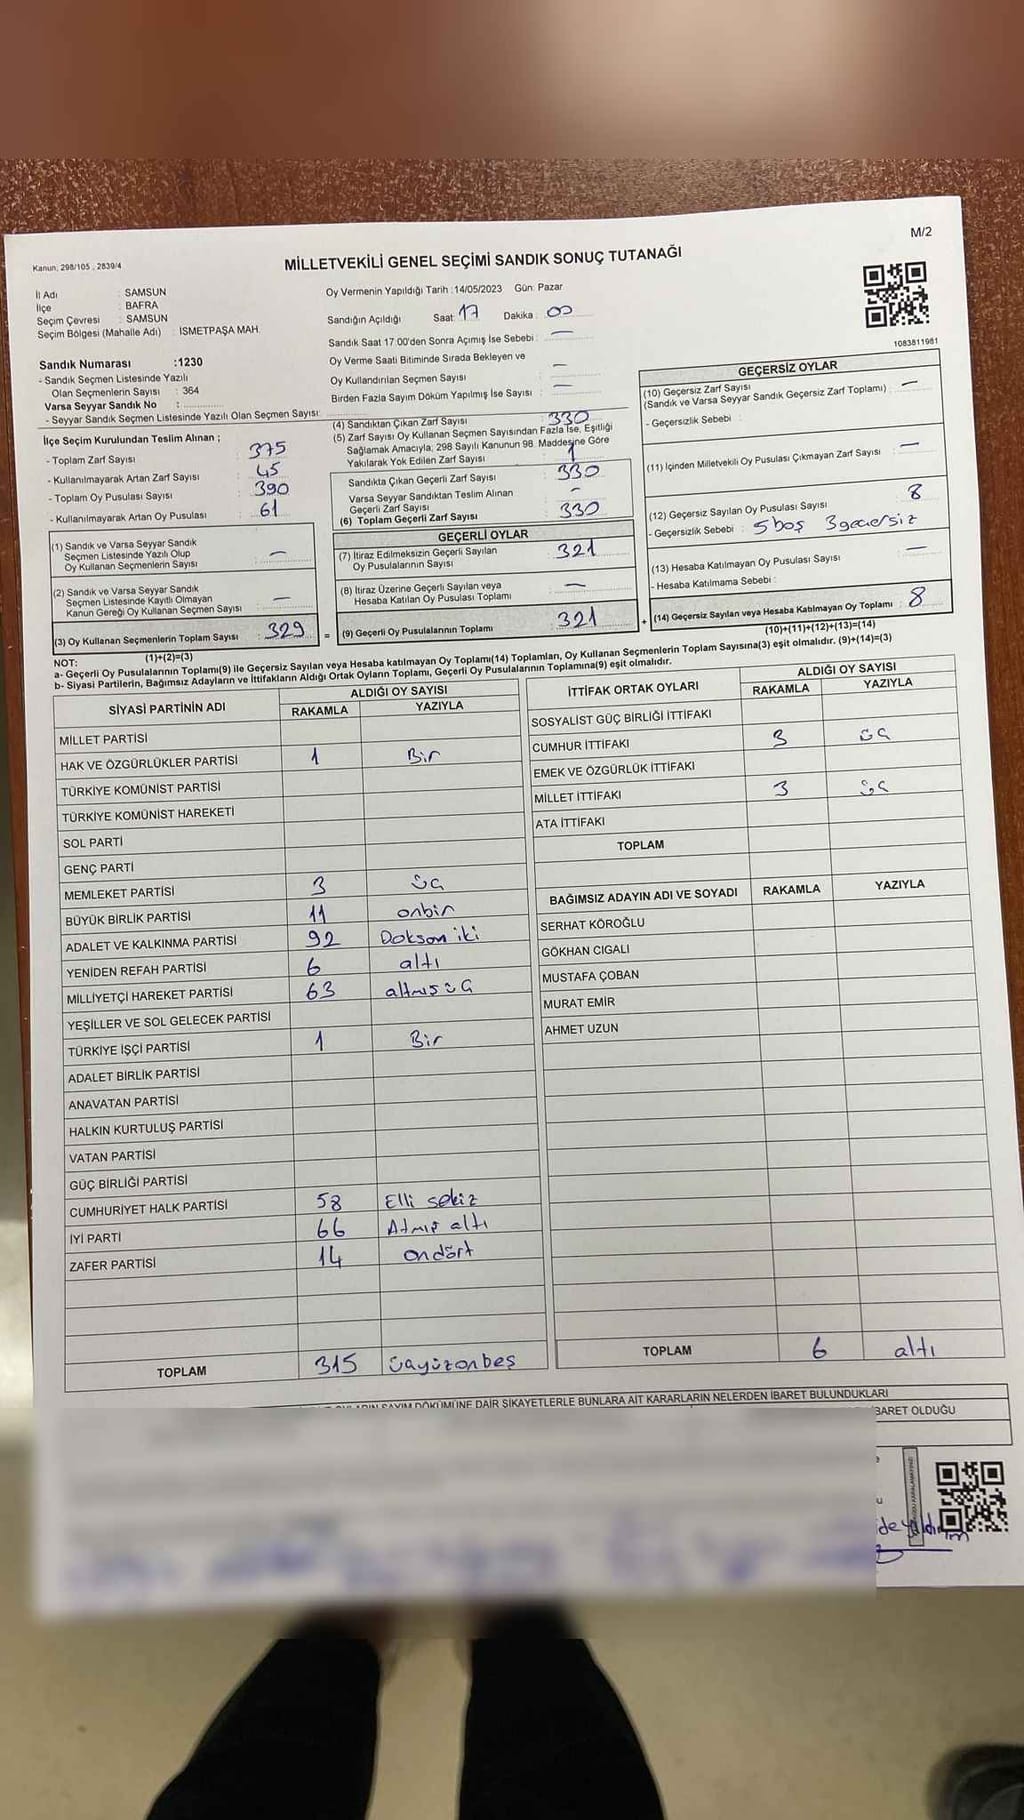 M/2
Kanun; 298/105 , 2839/4
MİLLETVEKİLİ GENEL SEÇİMİ SANDIK SONUÇ TUTANAĞI
İl Adı : SAMSUN
İlçe : BAFRA
Seçim Çevresi : SAMSUN
Seçim Bölgesi (Mahalle Adı) : İSMETPAŞA MAH.
Sandık Numarası :1230
- Sandık Seçmen Listesinde Yazılı
Olan Seçmenlerin Sayısı : 364
Varsa Seyyar Sandık No :
- Seyyar Sandık Seçmen Listesinde Yazılı Olan Seçmen Sayısı:
İlçe Seçim Kurulundan Teslim Alınan ;
- Toplam Zarf Sayısı : 375
- Kullanılmayarak Artan Zarf Sayısı : 45
- Toplam Oy Pusulası Sayısı : 390
- Kullanılmayarak Artan Oy Pusulası : 61
(1) Sandık ve Varsa Seyyar Sandık
Seçmen Listesinde Yazılı Olup
Oy Kullanan Seçmenlerin Sayısı : —
(2) Sandık ve Varsa Seyyar Sandık
Seçmen Listesinde Kayıtlı Olmayan
Kanun Gereği Oy Kullanan Seçmen Sayısı : —
(3) Oy Kullanan Seçmenlerin Toplam Sayısı : 329 =
(1)+(2)=(3)
Oy Vermenin Yapıldığı Tarih :14/05/2023 Gün: Pazar
Sandığın Açıldığı Saat: 17 Dakika : 00
Sandık Saat 17:00'den Sonra Açımış İse Sebebi : —
Oy Verme Saati Bitiminde Sırada Bekleyen ve
Oy Kullandırılan Seçmen Sayısı : —
Birden Fazla Sayım Döküm Yapılmış İse Sayısı : —
(4) Sandıktan Çıkan Zarf Sayısı : 330
(5) Zarf Sayısı Oy Kullanan Seçmen Sayısından Fazla İse, Eşitliği
Sağlamak Amacıyla; 298 Sayılı Kanunun 98. Maddesine Göre
Yakılarak Yok Edilen Zarf Sayısı : 1
Sandıkta Çıkan Geçerli Zarf Sayısı : 330
Varsa Seyyar Sandıktan Teslim Alınan
Geçerli Zarf Sayısı : -
(6) Toplam Geçerli Zarf Sayısı : 330
GEÇERLİ OYLAR
(7) İtiraz Edilmeksizin Geçerli Sayılan
Oy Pusulalarının Sayısı : 321
(8) İtiraz Üzerine Geçerli Sayılan veya
Hesaba Katılan Oy Pusulası Toplamı : —
(9) Geçerli Oy Pusulalarının Toplamı : 321 +
1083811981
GEÇERSİZ OYLAR
(10) Geçersiz Zarf Sayısı
(Sandık ve Varsa Seyyar Sandık Geçersiz Zarf Toplamı) : —
- Geçersizlik Sebebi :
(11) İçinden Milletvekili Oy Pusulası Çıkmayan Zarf Sayısı : —
(12) Geçersiz Sayılan Oy Pusulası Sayısı : 8
- Geçersizlik Sebebi : 5 boş 3 gecersiz
(13) Hesaba Katılmayan Oy Pusulası Sayısı : —
- Hesaba Katılmama Sebebi :
(14) Geçersiz Sayılan veya Hesaba Katılmayan Oy Toplamı : 8
(10)+(11)+(12)+(13)=(14)
NOT:
a- Geçerli Oy Pusulalarının Toplamı(9) ile Geçersiz Sayılan veya Hesaba katılmayan Oy Toplamı(14) Toplamları, Oy Kullanan Seçmenlerin Toplam Sayısına(3) eşit olmalıdır. (9)+(14)=(3)
b- Siyasi Partilerin, Bağımsız Adayların ve İttifakların Aldığı Ortak Oyların Toplamı, Geçerli Oy Pusulalarının Toplamına(9) eşit olmalıdır.
SİYASİ PARTİNİN ADI ALDIĞI OY SAYISI
RAKAMLA YAZIYLA
MİLLET PARTİSİ
HAK VE ÖZGÜRLÜKLER PARTİSİ 1 Bir
TÜRKİYE KOMÜNİST PARTİSİ
TÜRKİYE KOMÜNİST HAREKETİ
SOL PARTİ
GENÇ PARTİ
MEMLEKET PARTİSİ 3 üç
BÜYÜK BİRLİK PARTİSİ 11 onbir
ADALET VE KALKINMA PARTİSİ 92 Doksan iki
YENİDEN REFAH PARTİSİ 6 altı
MİLLİYETÇİ HAREKET PARTİSİ 63 altmış üç
YEŞİLLER VE SOL GELECEK PARTİSİ
TÜRKİYE İŞÇİ PARTİSİ 1 Bir
ADALET BİRLİK PARTİSİ
ANAVATAN PARTİSİ
HALKIN KURTULUŞ PARTİSİ
VATAN PARTİSİ
GÜÇ BİRLİĞİ PARTİSİ
CUMHURİYET HALK PARTİSİ 58 Elli sekiz
İYİ PARTİ 66 Atmış altı
ZAFER PARTİSİ 14 ondört
TOPLAM 315 üçyüzonbeş
İTTİFAK ORTAK OYLARI ALDIĞI OY SAYISI
RAKAMLA YAZIYLA
SOSYALİST GÜÇ BİRLİĞİ İTTİFAKI
CUMHUR İTTİFAKI 3 üç
EMEK VE ÖZGÜRLÜK İTTİFAKI
MİLLET İTTİFAKI 3 üç
ATA İTTİFAKI
TOPLAM
BAĞIMSIZ ADAYIN ADI VE SOYADI RAKAMLA YAZIYLA
SERHAT KÖROĞLU
GÖKHAN CIGALI
MUSTAFA ÇOBAN
MURAT EMİR
AHMET UZUN
TOPLAM 6 altı
SAYIM DÖKÜMÜNE DAİR ŞİKAYETLERLE BUNLARA AİT KARARLARIN NELERDEN İBARET BULUNDUKLARI
BARET OLDUĞU